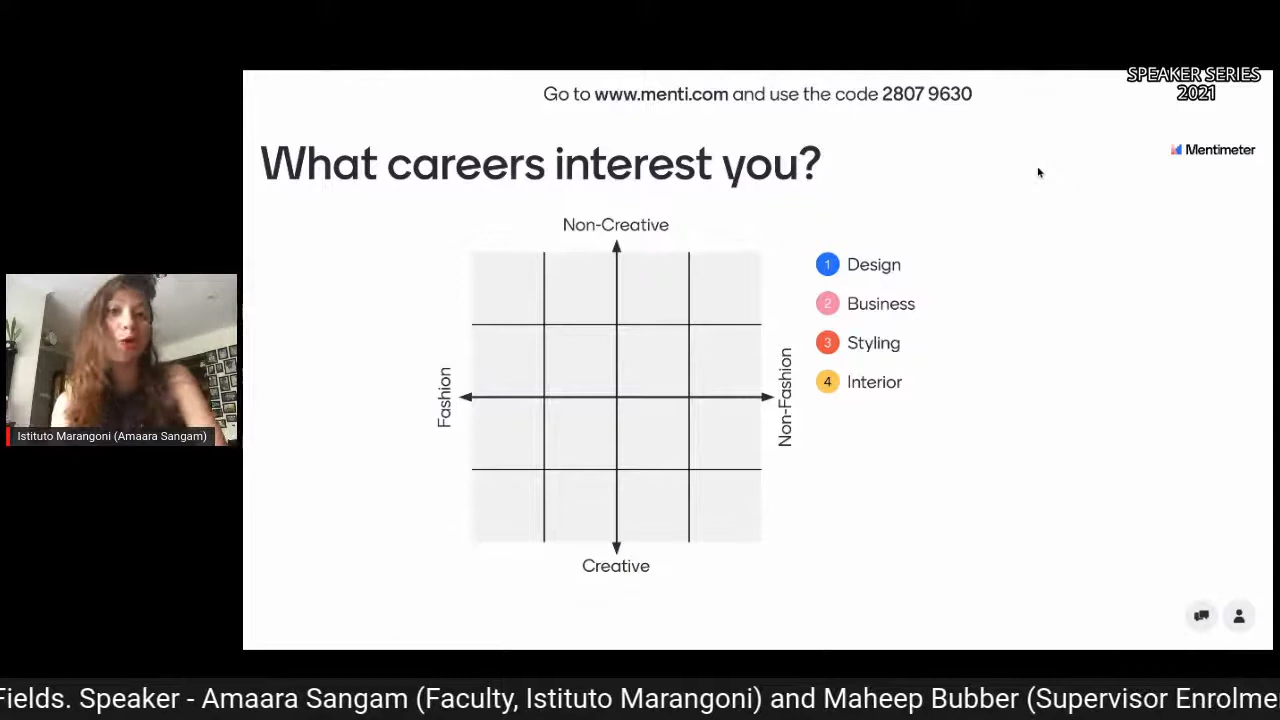 SPEAKER SERIES
2021
Go to www.menti.com and use the code 2807 9630
What careers interest you?
Mentimeter
Non-Creative
Fashion
Non-Fashion
Creative
1 Design
2 Business
3 Styling
4 Interior
Istituto Marangoni (Amaara Sangam)
Fields. Speaker - Amaara Sangam (Faculty, Istituto Marangoni) and Maheep Bubber (Supervisor Enrolme